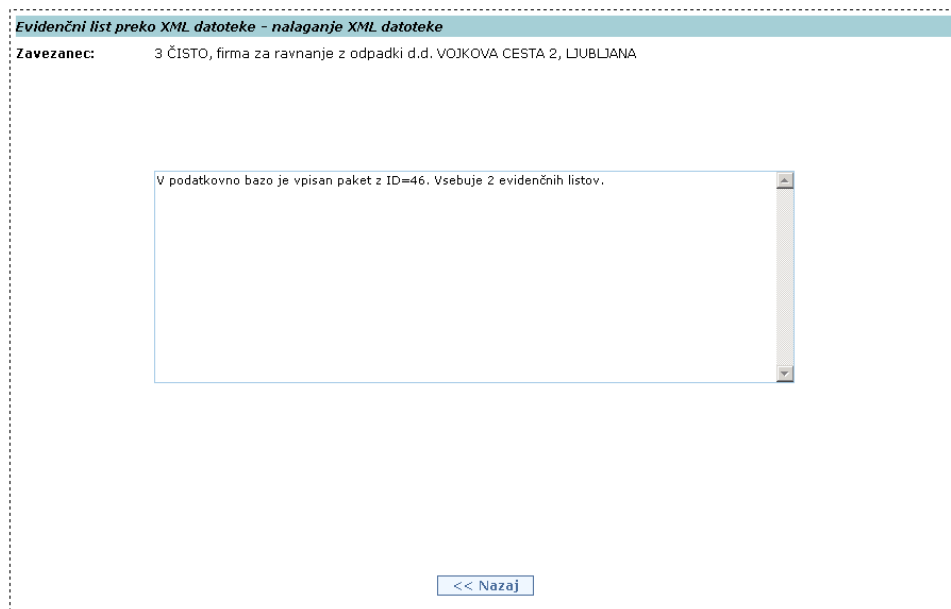 Evidenčni list preko XML datoteke - nalaganje XML datoteke
Zavezanec: 3 ČISTO, firma za ravnanje z odpadki d.d. VOJKOVA CESTA 2, LJUBLJANA
V podatkovno bazo je vpisan paket z ID=46. Vsebuje 2 evidenčnih listov.
<< Nazaj